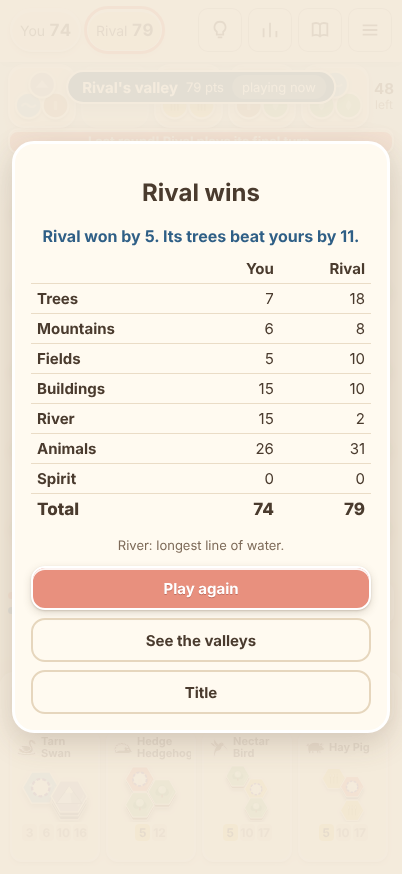 You 74
Rival 79
Rival's valley 79 pts playing now
48
left
Rival wins
Rival won by 5. Its trees beat yours by 11.
You Rival
Trees 7 18
Mountains 6 8
Fields 5 10
Buildings 15 10
River 15 2
Animals 26 31
Spirit 0 0
Total 74 79
River: longest line of water.
Play again
See the valleys
Title
Tarn
Swan
Hedge
Hedgehog
Nectar
Bird
Hay Pig
10 16
5 12
5 10 17
5 10 17